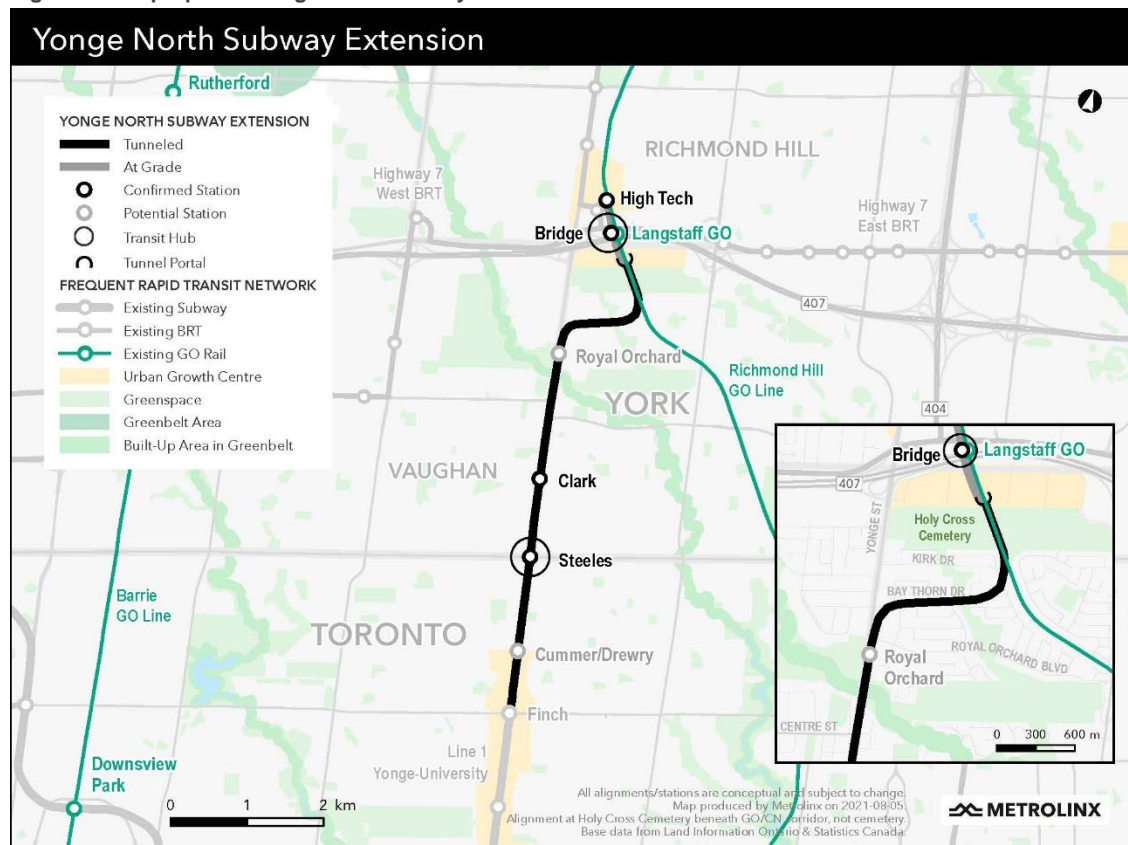 Yonge North Subway Extension
Rutherford
YONGE NORTH SUBWAY EXTENSION
Tunneled
At Grade
Confirmed Station
Potential Station
Transit Hub
Tunnel Portal
FREQUENT RAPID TRANSIT NETWORK
Existing Subway
Existing BRT
Existing GO Rail
Urban Growth Centre
Greenspace
Greenbelt Area
Built-Up Area in Greenbelt
Highway 7
West BRT
RICHMOND HILL
High Tech
Bridge
Langstaff GO
Highway 7
East BRT
407
Royal Orchard
Richmond Hill
GO Line
YORK
404
VAUGHAN
Clark
Steeles
Barrie
GO Line
TORONTO
Cummer/Drewry
Finch
Line 1
Yonge-University
Downsview
Park
0 1 2 km
Bridge
Langstaff GO
407
YONGE ST
Holy Cross
Cemetery
KIRK DR
BAY THORN DR
Royal
Orchard
ROYAL ORCHARD BLVD
CENTRE ST
0 300 600 m
All alignments/stations are conceptual and subject to change.
Map produced by Metrolinx on 2021-08-05.
Alignment at Holy Cross Cemetery beneath GO/CN corridor, not cemetery.
Base data from Land Information Ontario & Statistics Canada.
METROLINX